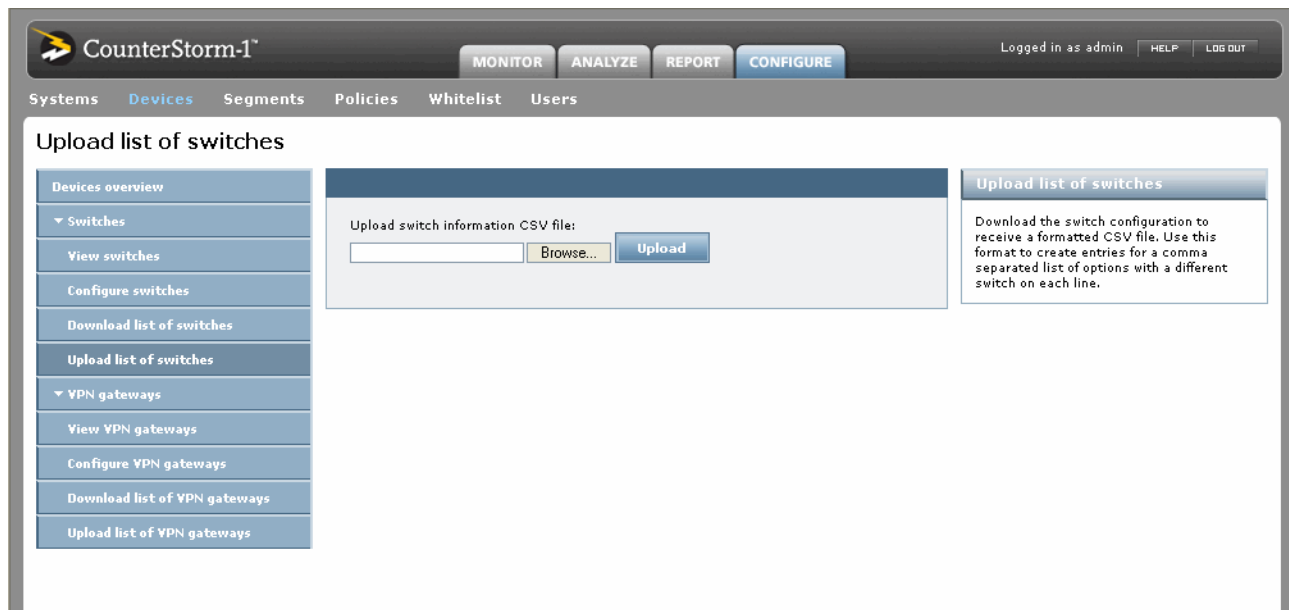 CounterStorm-1™
MONITOR ANALYZE REPORT CONFIGURE
Logged in as admin HELP LOG OUT
Systems Devices Segments Policies Whitelist Users
Upload list of switches
Devices overview
Switches
View switches
Configure switches
Download list of switches
Upload list of switches
VPN gateways
View VPN gateways
Configure VPN gateways
Download list of VPN gateways
Upload list of VPN gateways
Upload switch information CSV file:
Browse... Upload
Upload list of switches
Download the switch configuration to
receive a formatted CSV file. Use this
format to create entries for a comma
separated list of options with a different
switch on each line.